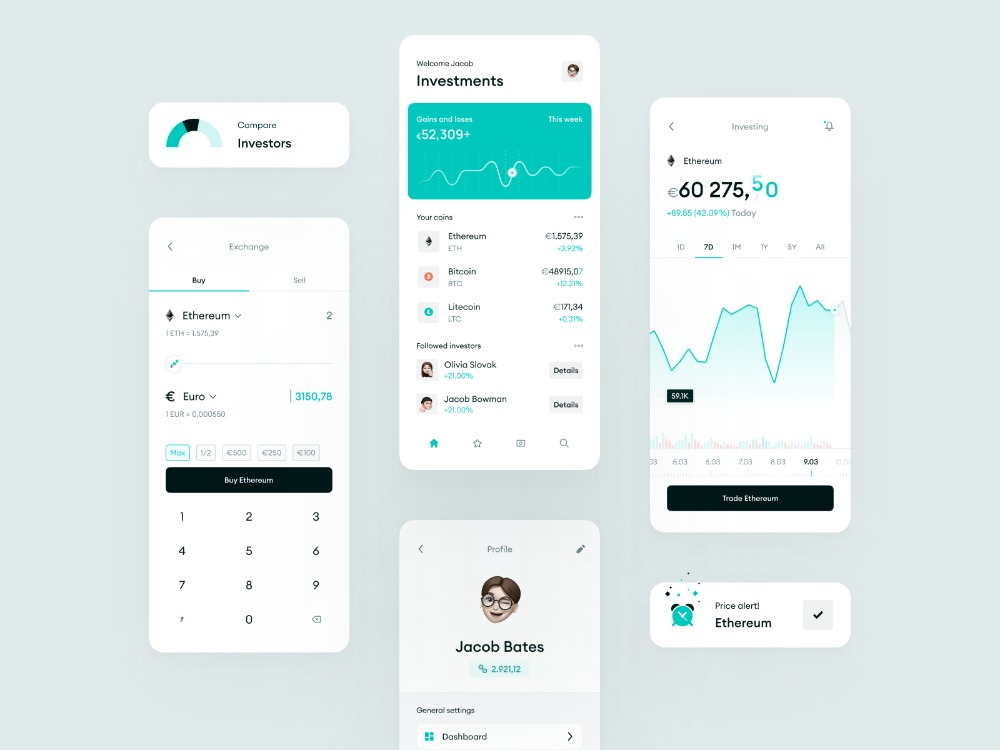 Compare
Investors
Exchange
Buy
Sell
Ethereum
2
1 ETH = 1.575,39
€ Euro
3150,78
1 EUR = 0,000550
Max
1/2
€500
€250
€100
Buy Ethereum
1 2 3
4 5 6
7 8 9
, 0
Welcome Jacob
Investments
Gains and loses
This week
€52,309+
Your coins
Ethereum
€1.575,39
ETH
+3.92%
Bitcoin
€48915,07
BTC
+12.21%
Litecoin
€171,34
LTC
+0.31%
Followed investors
Olivia Slovak
+21.00%
Details
Jacob Bowman
+21.00%
Details
Profile
Jacob Bates
2.921,12
General settings
Dashboard
Investing
Ethereum
€60 275,50
+89.85 (42.09%) Today
1D 7D 1M 1Y 5Y All
59.1K
03 5.03 6.03 7.03 8.03 9.03 10.03
Trade Ethereum
Price alert!
Ethereum